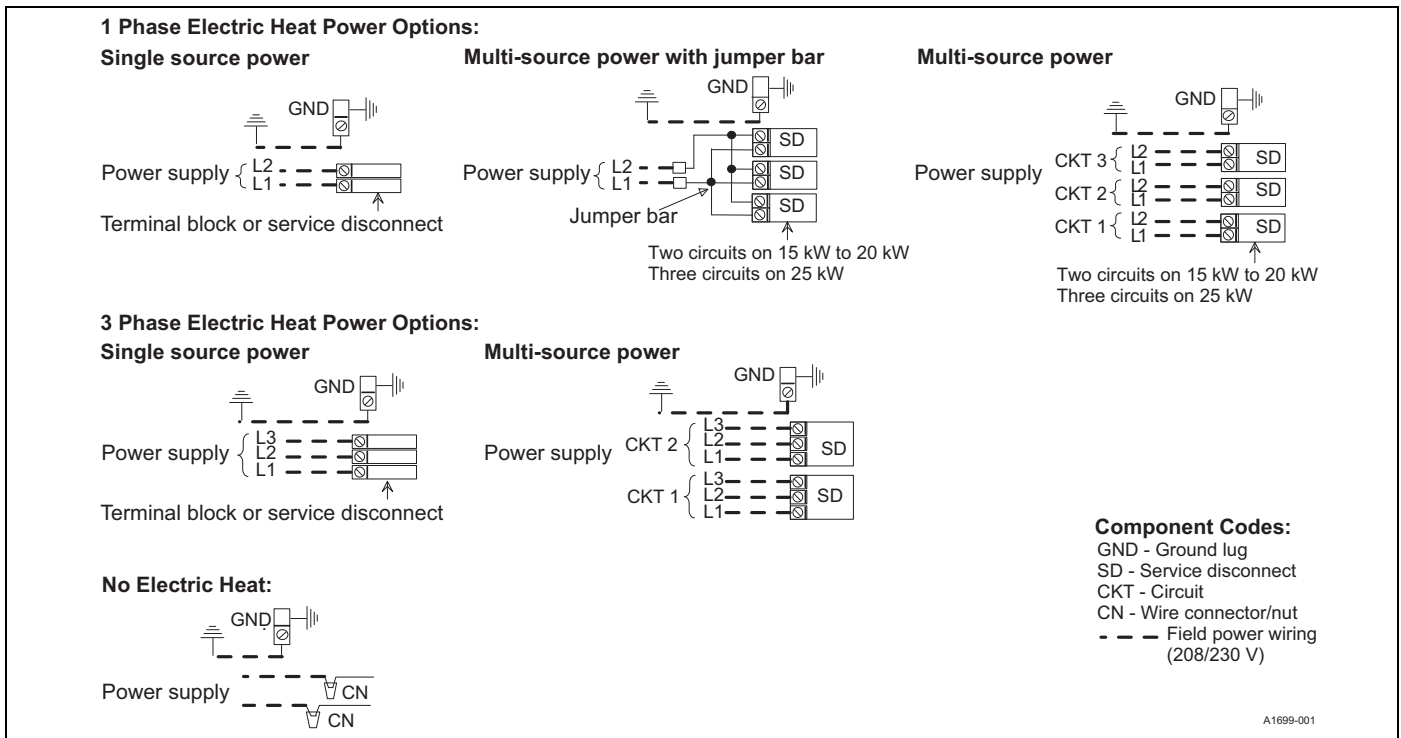 1 Phase Electric Heat Power Options:
Single source power
GND
Power supply
L2
L1
Terminal block or service disconnect
Multi-source power with jumper bar
GND
SD
Power supply
L2
L1
SD
Jumper bar
SD
Two circuits on 15 kW to 20 kW
Three circuits on 25 kW
Multi-source power
GND
Power supply
CKT 3
L2
L1
SD
CKT 2
L2
L1
SD
CKT 1
L2
L1
SD
Two circuits on 15 kW to 20 kW
Three circuits on 25 kW
3 Phase Electric Heat Power Options:
Single source power
GND
Power supply
L3
L2
L1
Terminal block or service disconnect
Multi-source power
GND
Power supply
CKT 2
L3
L2
L1
SD
CKT 1
L3
L2
L1
SD
No Electric Heat:
GND
Power supply
CN
CN
Component Codes:
GND - Ground lug
SD - Service disconnect
CKT - Circuit
CN - Wire connector/nut
Field power wiring
(208/230 V)
A1699-001